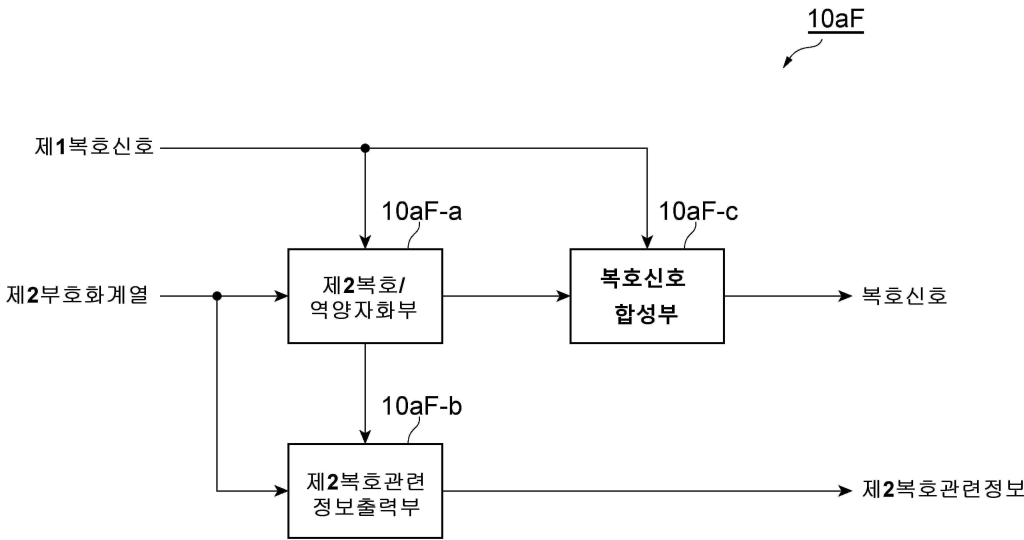 10aF
제1복호신호
10aF-a
10aF-c
제2부호화계열
제2복호/
역양자화부
복호신호
합성부
복호신호
10aF-b
제2복호관련
정보출력부
제2복호관련정보